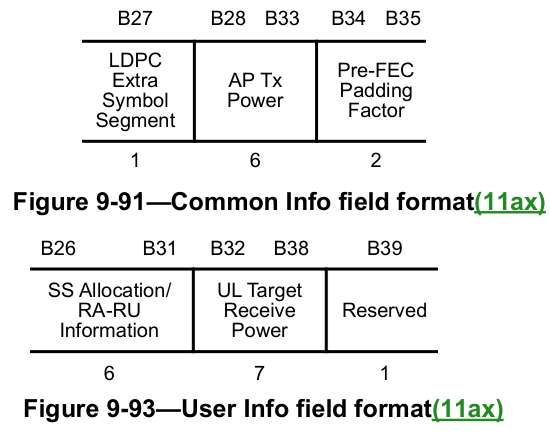 B27 B28 B33 B34 B35
LDPC
Extra
Symbol
Segment
AP Tx
Power
Pre-FEC
Padding
Factor
1 6 2
Figure 9-91—Common Info field format(11ax)
B26 B31 B32 B38 B39
SS Allocation/
RA-RU
Information
UL Target
Receive
Power
Reserved
6 7 1
Figure 9-93—User Info field format(11ax)